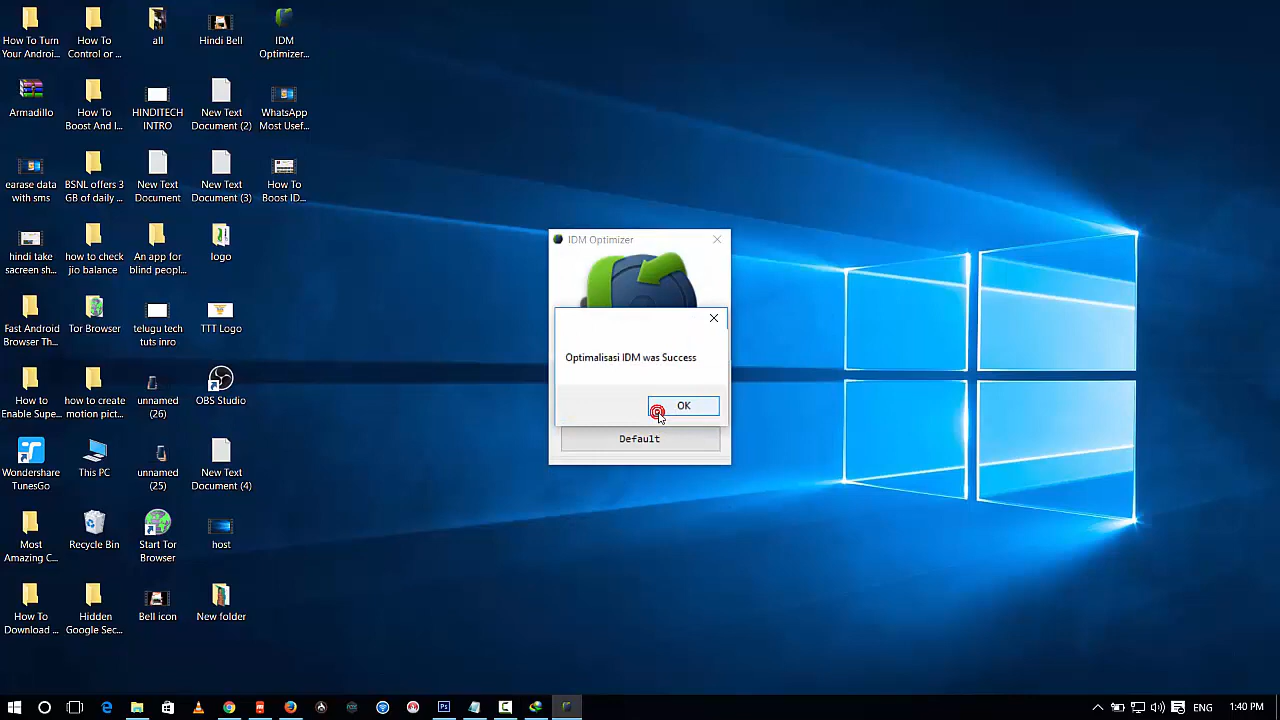 How To Turn
Your Androi...
How To
Control or ...
all
Hindi Bell
IDM
Optimizer...
Armadillo
How To
Boost And I...
HINDITECH
INTRO
New Text
Document (2)
WhatsApp
Most Usef...
earase data
with sms
BSNL offers 3
GB of daily ...
New Text
Document
New Text
Document (3)
How To
Boost ID...
hindi take
sacreen sh...
how to check
jio balance
An app for
blind peopl...
logo
Fast Android
Browser Th...
Tor Browser
telugu tech
tuts inro
TTT Logo
How to
Enable Supe...
how to create
motion pict...
unnamed
(26)
OBS Studio
Wondershare
TunesGo
This PC
unnamed
(25)
New Text
Document (4)
Most
Amazing C...
Recycle Bin
Start Tor
Browser
host
How To
Download ...
Hidden
Google Sec...
Bell icon
New folder
IDM Optimizer
Optimalisasi IDM was Success
OK
Default
ENG
1:40 PM